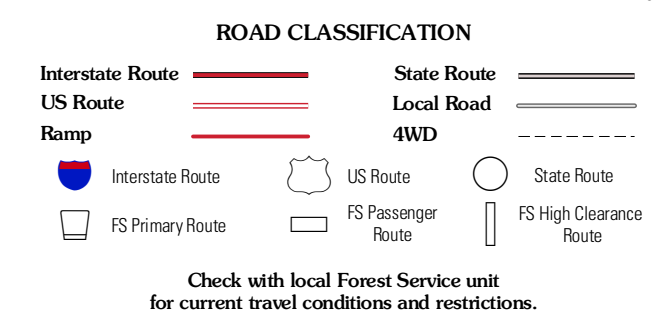 ROAD CLASSIFICATION
Interstate Route
State Route
US Route
Local Road
Ramp
4WD
Interstate Route
US Route
State Route
FS Primary Route
FS Passenger
Route
FS High Clearance
Route
Check with local Forest Service unit
for current travel conditions and restrictions.